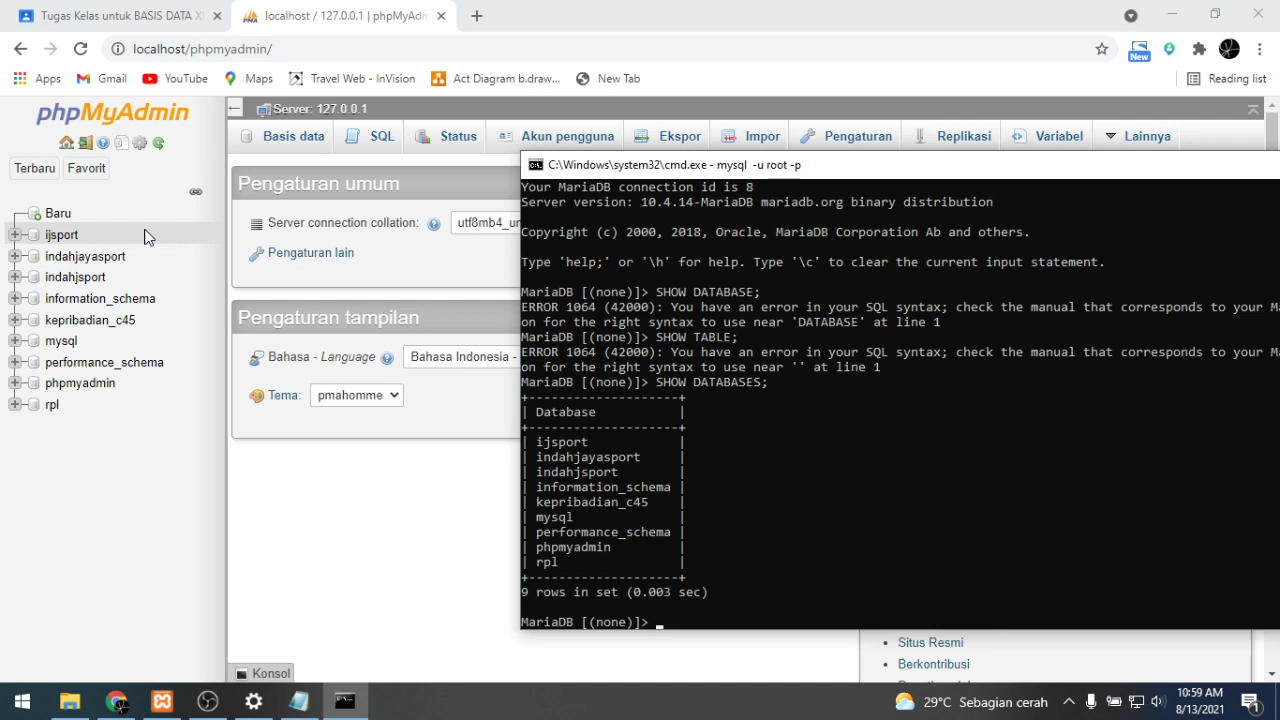 Tugas Kelas untuk BASIS DATA XI
localhost / 127.0.0.1 | phpMyAdm
localhost/phpmyadmin/
New
Apps
Gmail
YouTube
Maps
Travel Web - InVision
Act Diagram b.draw...
New Tab
Reading list
phpMyAdmin
Terbaru
Favorit
Baru
ijsport
indahjayasport
indahjsport
information_schema
kepribadian_c45
mysql
performance_schema
phpmyadmin
rpl
Server: 127.0.0.1
Basis data
SQL
Status
Akun pengguna
Ekspor
Impor
Pengaturan
Replikasi
Variabel
Lainnya
Pengaturan umum
Server connection collation:
utf8mb4_un
Pengaturan lain
Pengaturan tampilan
Bahasa - Language
Bahasa Indonesia -
Tema:
pmahomme
C:\Windows\system32\cmd.exe - mysql -u root -p
Your MariaDB connection id is 8
Server version: 10.4.14-MariaDB mariadb.org binary distribution
Copyright (c) 2000, 2018, Oracle, MariaDB Corporation Ab and others.
Type 'help;' or '\h' for help. Type '\c' to clear the current input statement.
MariaDB [(none)]> SHOW DATABASE;
ERROR 1064 (42000): You have an error in your SQL syntax; check the manual that corresponds to your M
on for the right syntax to use near 'DATABASE' at line 1
MariaDB [(none)]> SHOW TABLE;
ERROR 1064 (42000): You have an error in your SQL syntax; check the manual that corresponds to your M
on for the right syntax to use near '' at line 1
MariaDB [(none)]> SHOW DATABASES;
+--------------------+
| Database           |
+--------------------+
| ijsport            |
| indahjayasport     |
| indahjsport        |
| information_schema |
| kepribadian_c45    |
| mysql              |
| performance_schema |
| phpmyadmin         |
| rpl                |
+--------------------+
9 rows in set (0.003 sec)
MariaDB [(none)]>
Situs Resmi
Berkontribusi
Konsol
29°C Sebagian cerah
10:59 AM
8/13/2021
1